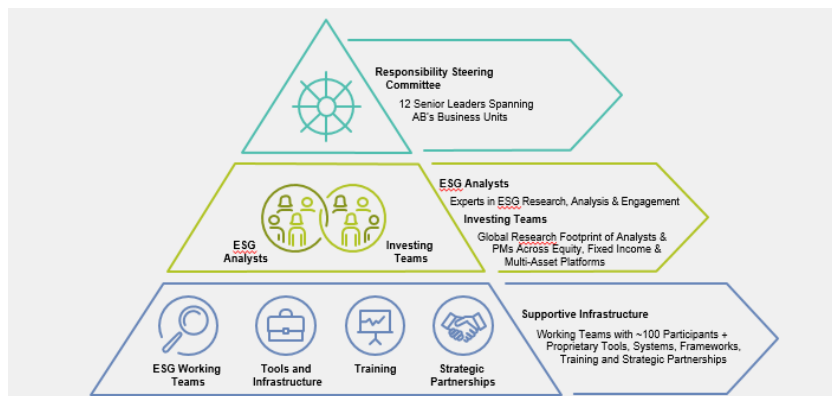 Responsibility Steering
Committee
12 Senior Leaders Spanning
AB's Business Units
ESG Analysts
Experts in ESG Research, Analysis & Engagement
Investing Teams
Global Research Footprint of Analysts &
PMs Across Equity, Fixed Income &
Multi-Asset Platforms
ESG
Analysts
Investing
Teams
Supportive Infrastructure
Working Teams with ~100 Participants +
Proprietary Tools, Systems, Frameworks,
Training and Strategic Partnerships
ESG Working
Teams
Tools and
Infrastructure
Training
Strategic
Partnerships